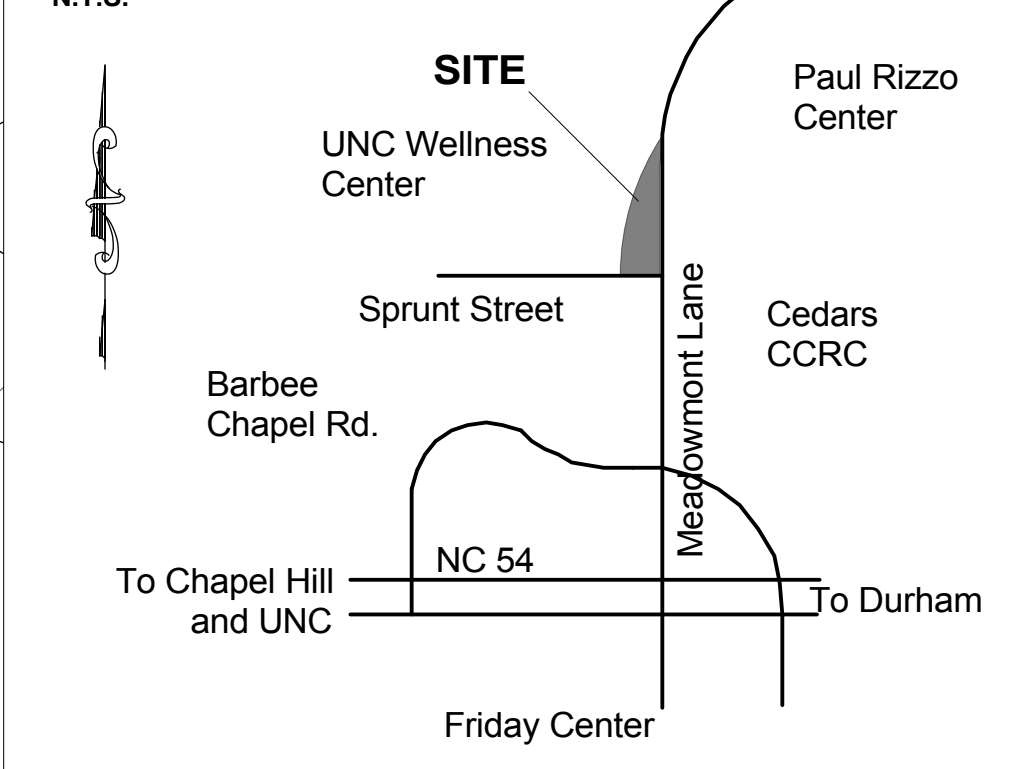 N.T.S.
SITE
Paul Rizzo
Center
UNC Wellness
Center
Sprunt Street
Meadowmont Lane
Cedars
CCRC
Barbee
Chapel Rd.
NC 54
To Chapel Hill
and UNC
To Durham
Friday Center